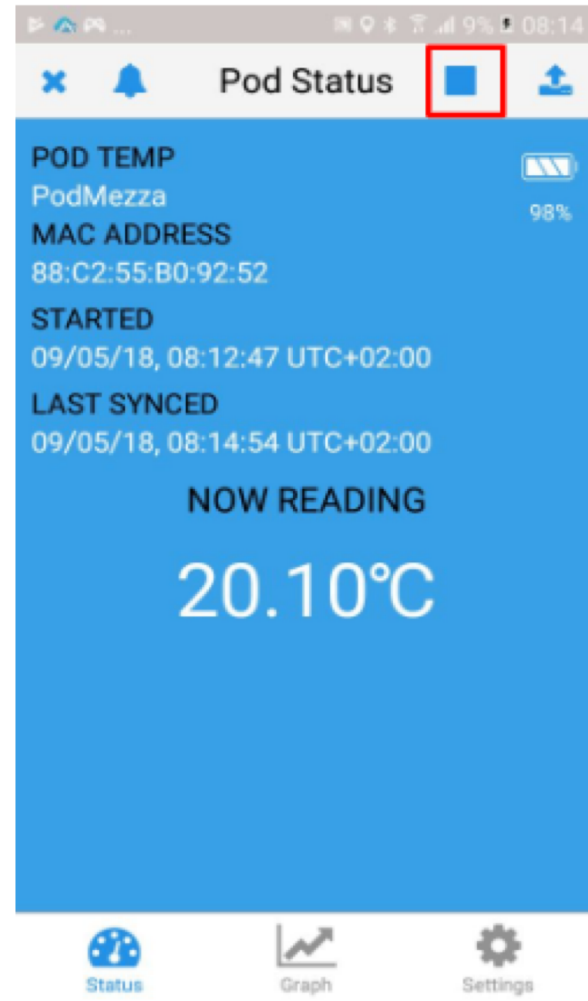 ... 9% 08:14
Pod Status
POD TEMP
PodMezza
98%
MAC ADDRESS
88:C2:55:B0:92:52
STARTED
09/05/18, 08:12:47 UTC+02:00
LAST SYNCED
09/05/18, 08:14:54 UTC+02:00
NOW READING
20.10°C
Status Graph Settings